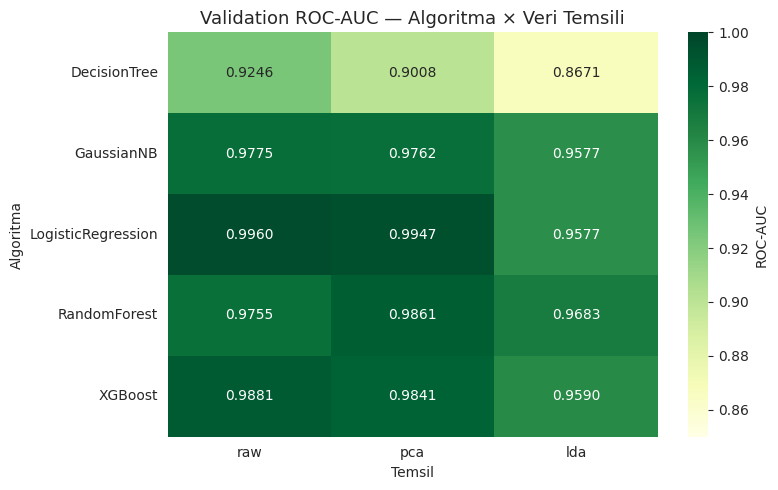 Validation ROC-AUC — Algoritma × Veri Temsili
DecisionTree 0.9246 0.9008 0.8671
GaussianNB 0.9775 0.9762 0.9577
LogisticRegression 0.9960 0.9947 0.9577
RandomForest 0.9755 0.9861 0.9683
XGBoost 0.9881 0.9841 0.9590
raw pca lda
Temsil
Algoritma
1.00
0.98
0.96
0.94
0.92
0.90
0.88
0.86
ROC-AUC